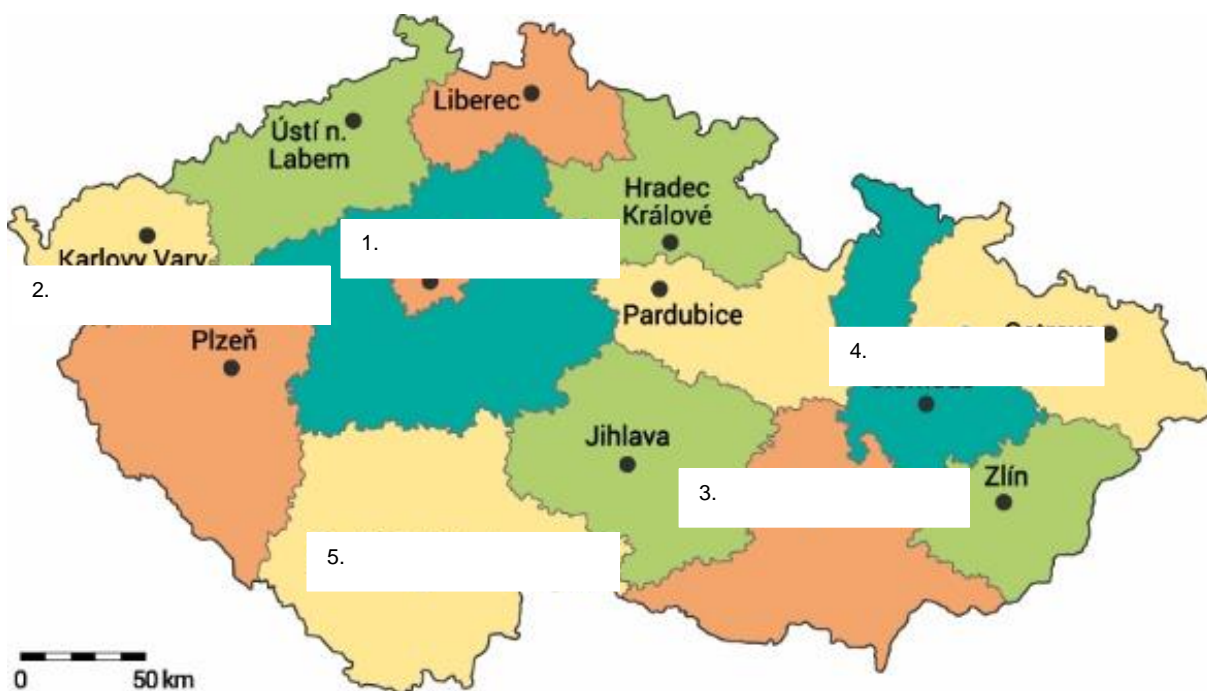 Liberec
Ústí n.
Labem
Hradec
Králové
1.
Karlovy Vary
2.
Pardubice
Plzeň
4.
Jihlava
Zlín
3.
5.
0 50 km